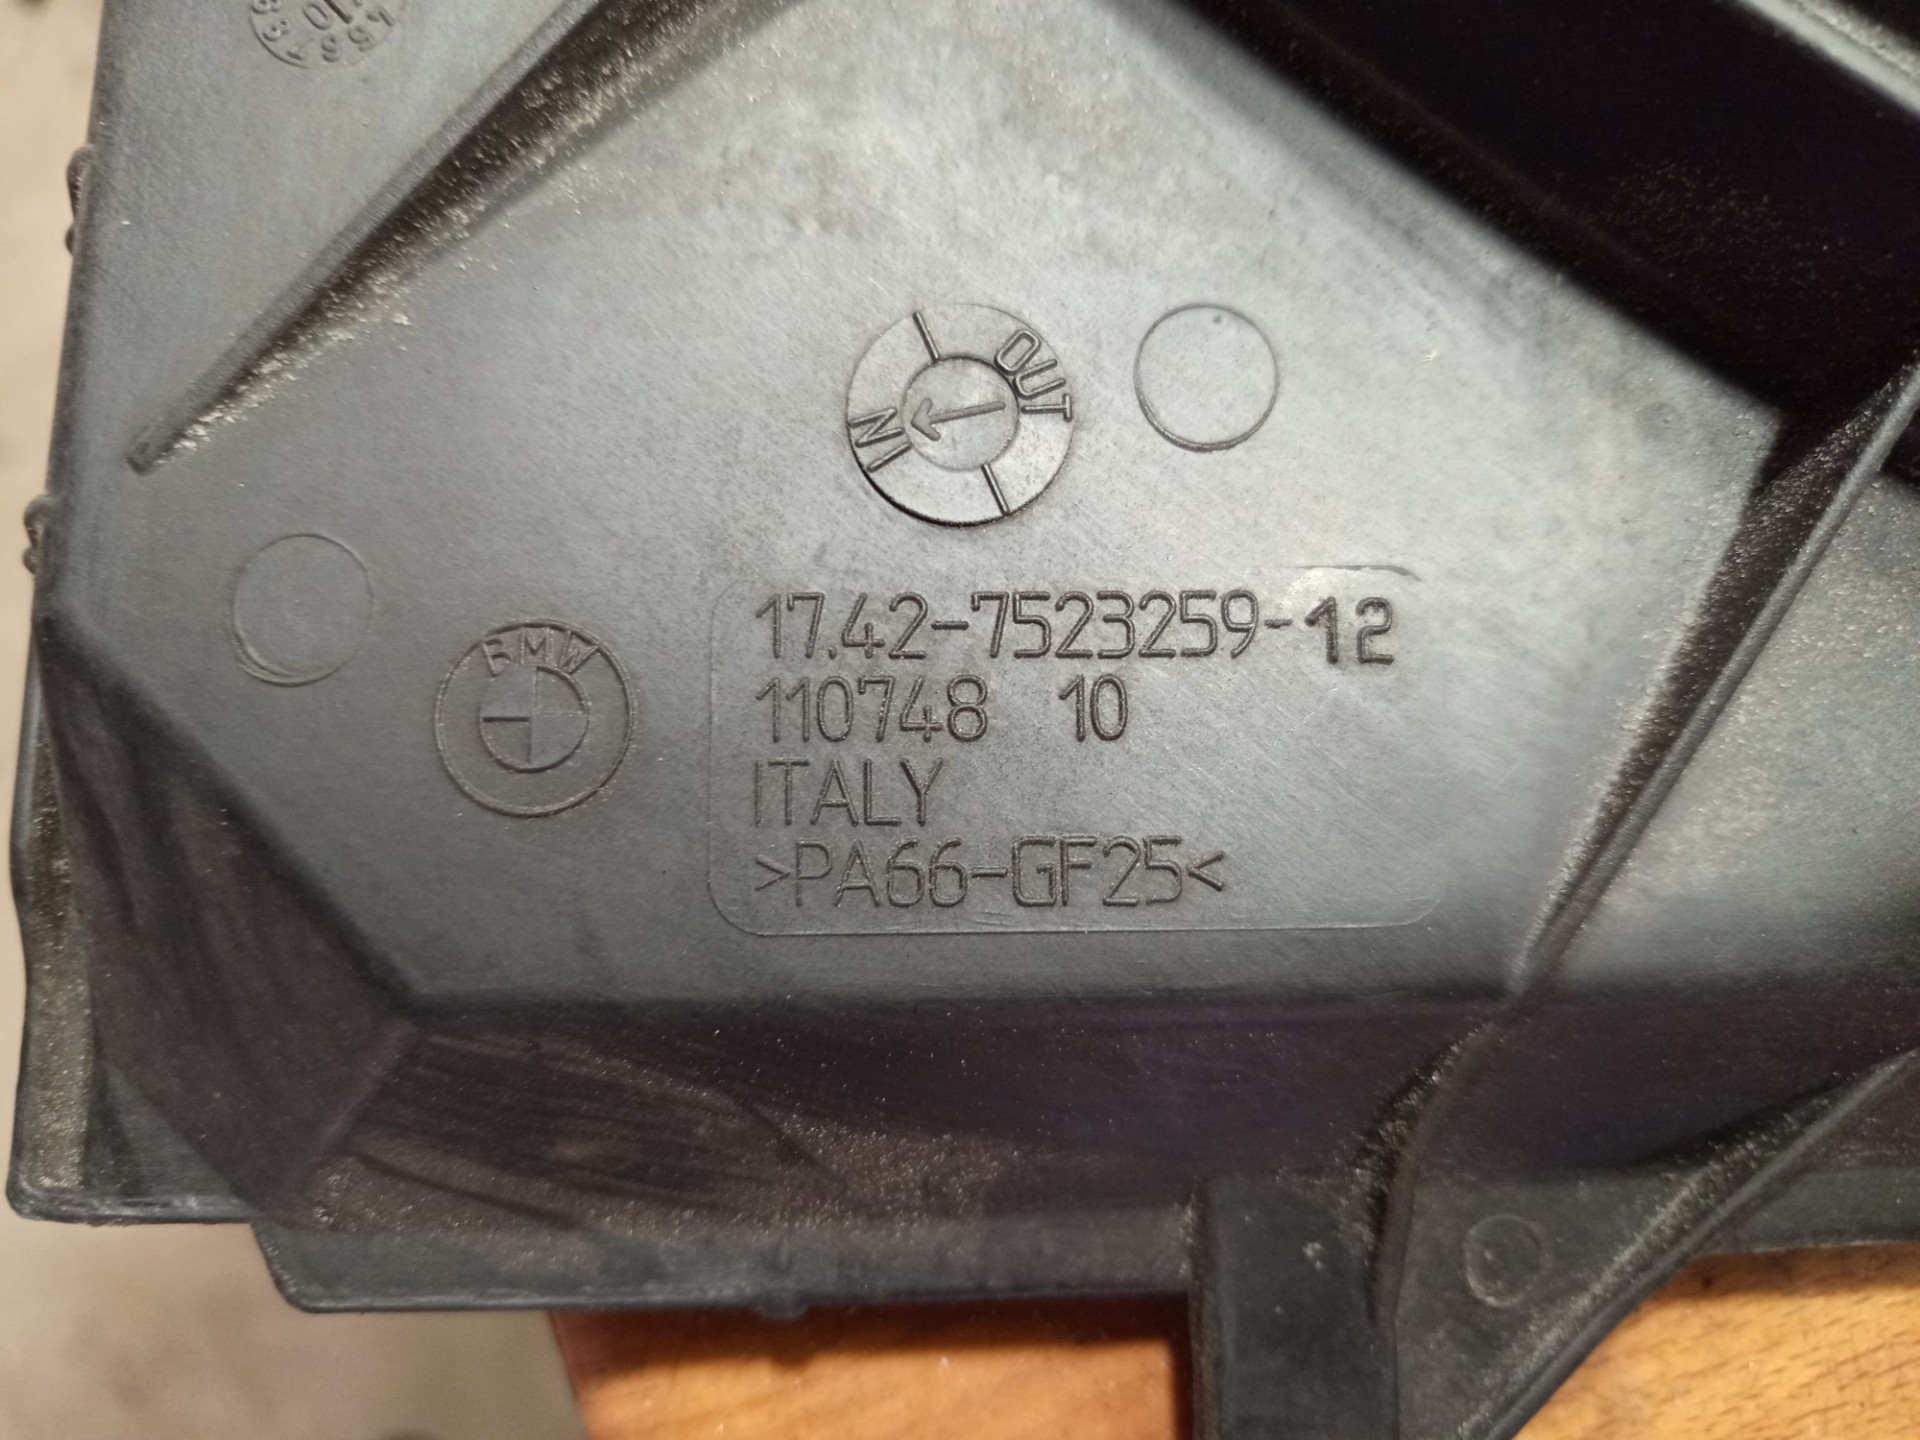 OUT
IN
BMW
17.42-7523259-12
110748 10
ITALY
>PA66-GF25<